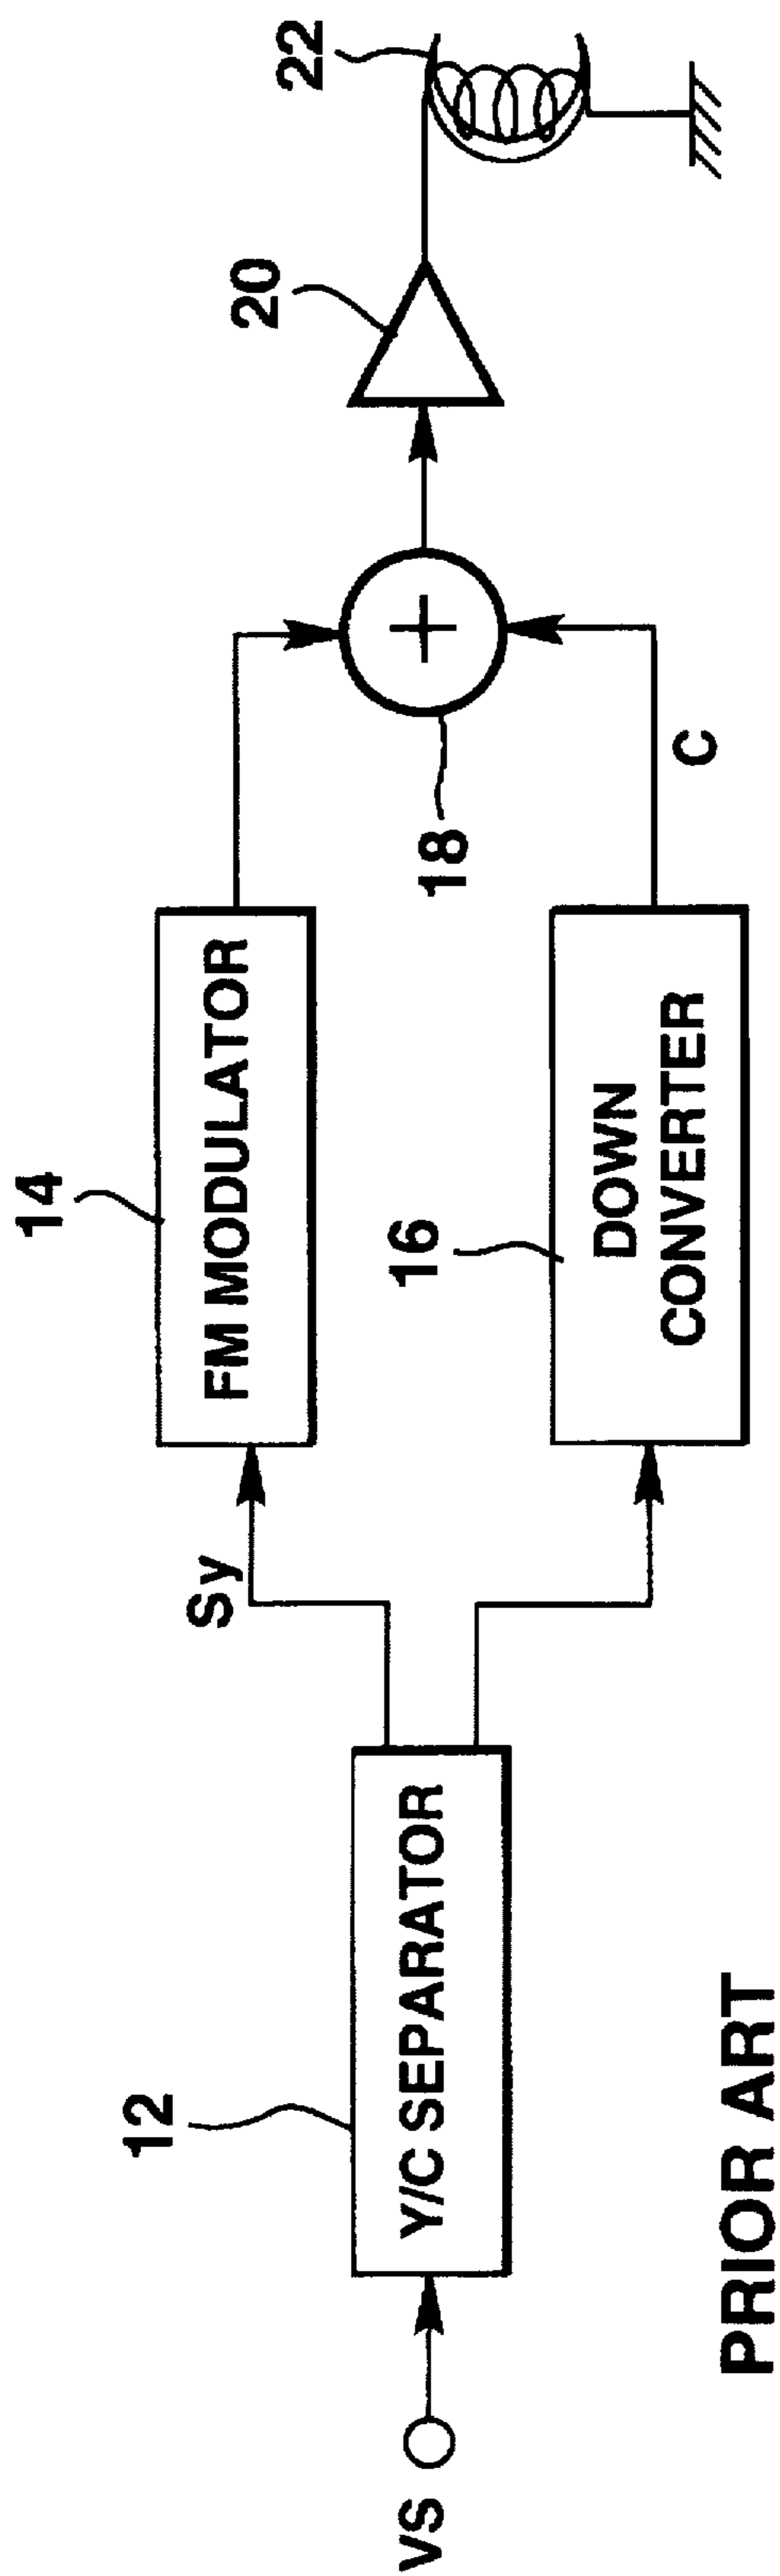 VS
12
Y/C SEPARATOR
Sy
14
FM MODULATOR
16
DOWN
CONVERTER
C
18
+
20
22
PRIOR ART